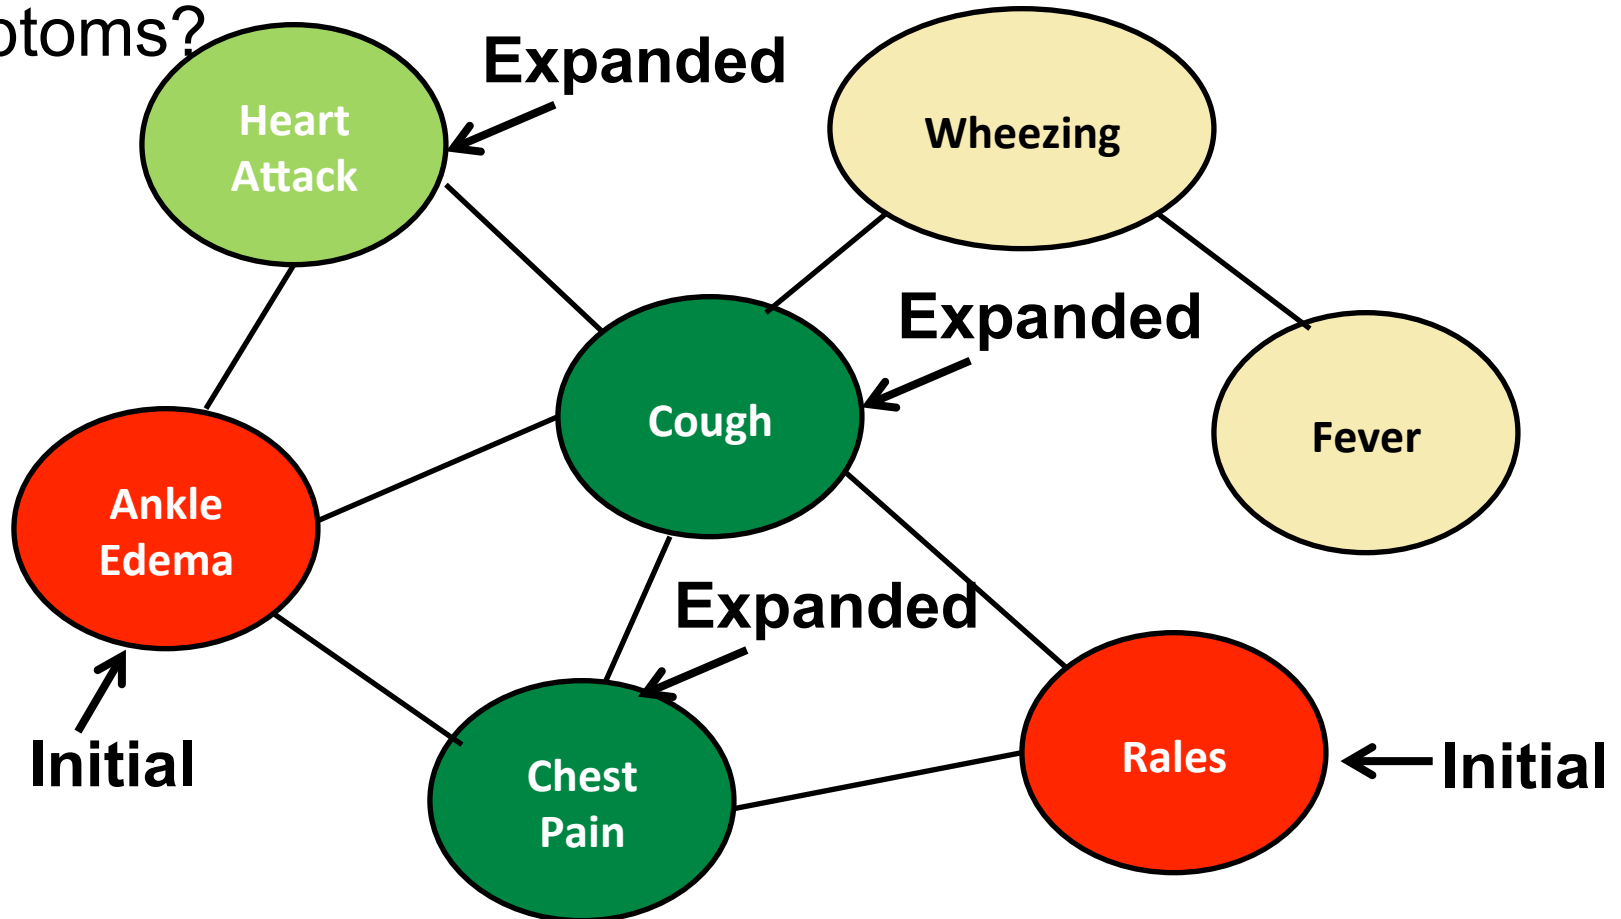 ptoms?
Expanded
Heart
Attack
Wheezing
Expanded
Cough
Fever
Ankle
Edema
Expanded
Initial
Chest
Pain
Rales
Initial